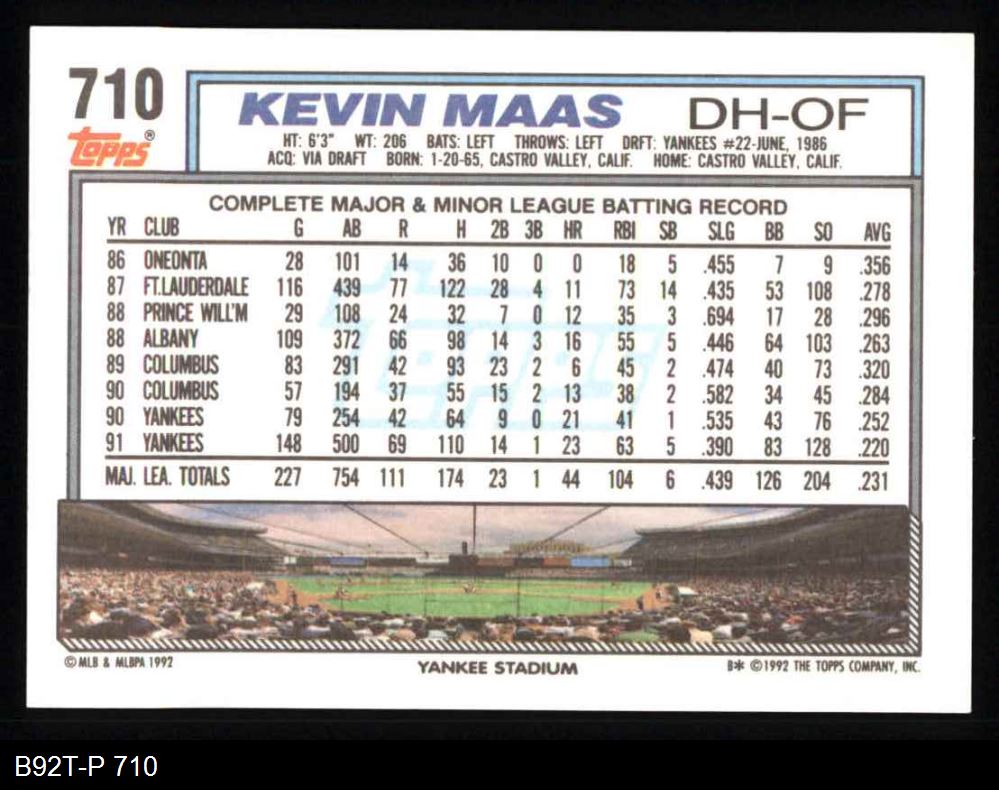 710
KEVIN MAAS DH-OF
Topps®
HT: 6'3" WT: 206 BATS: LEFT THROWS: LEFT DRFT: YANKEES #22-JUNE, 1986
ACQ: VIA DRAFT BORN: 1-20-65, CASTRO VALLEY, CALIF. HOME: CASTRO VALLEY, CALIF.
COMPLETE MAJOR & MINOR LEAGUE BATTING RECORD
YR CLUB G AB R H 2B 3B HR RBI SB SLG BB SO AVG
86 ONEONTA 28 101 14 36 10 0 0 18 5 .455 7 9 .356
87 FT.LAUDERDALE 116 439 77 122 28 4 11 73 14 .435 53 108 .278
88 PRINCE WILL'M 29 108 24 32 7 0 12 35 3 .694 17 28 .296
88 ALBANY 109 372 66 98 14 3 16 55 5 .446 64 103 .263
89 COLUMBUS 83 291 42 93 23 2 6 45 2 .474 40 73 .320
90 COLUMBUS 57 194 37 55 15 2 13 38 2 .582 34 45 .284
90 YANKEES 79 254 42 64 9 0 21 41 1 .535 43 76 .252
91 YANKEES 148 500 69 110 14 1 23 63 5 .390 83 128 .220
MAJ. LEA. TOTALS 227 754 111 174 23 1 44 104 6 .439 126 204 .231
Topps
© MLB & MLBPA 1992
YANKEE STADIUM
B* ©1992 THE TOPPS COMPANY, INC.
B92T-P 710